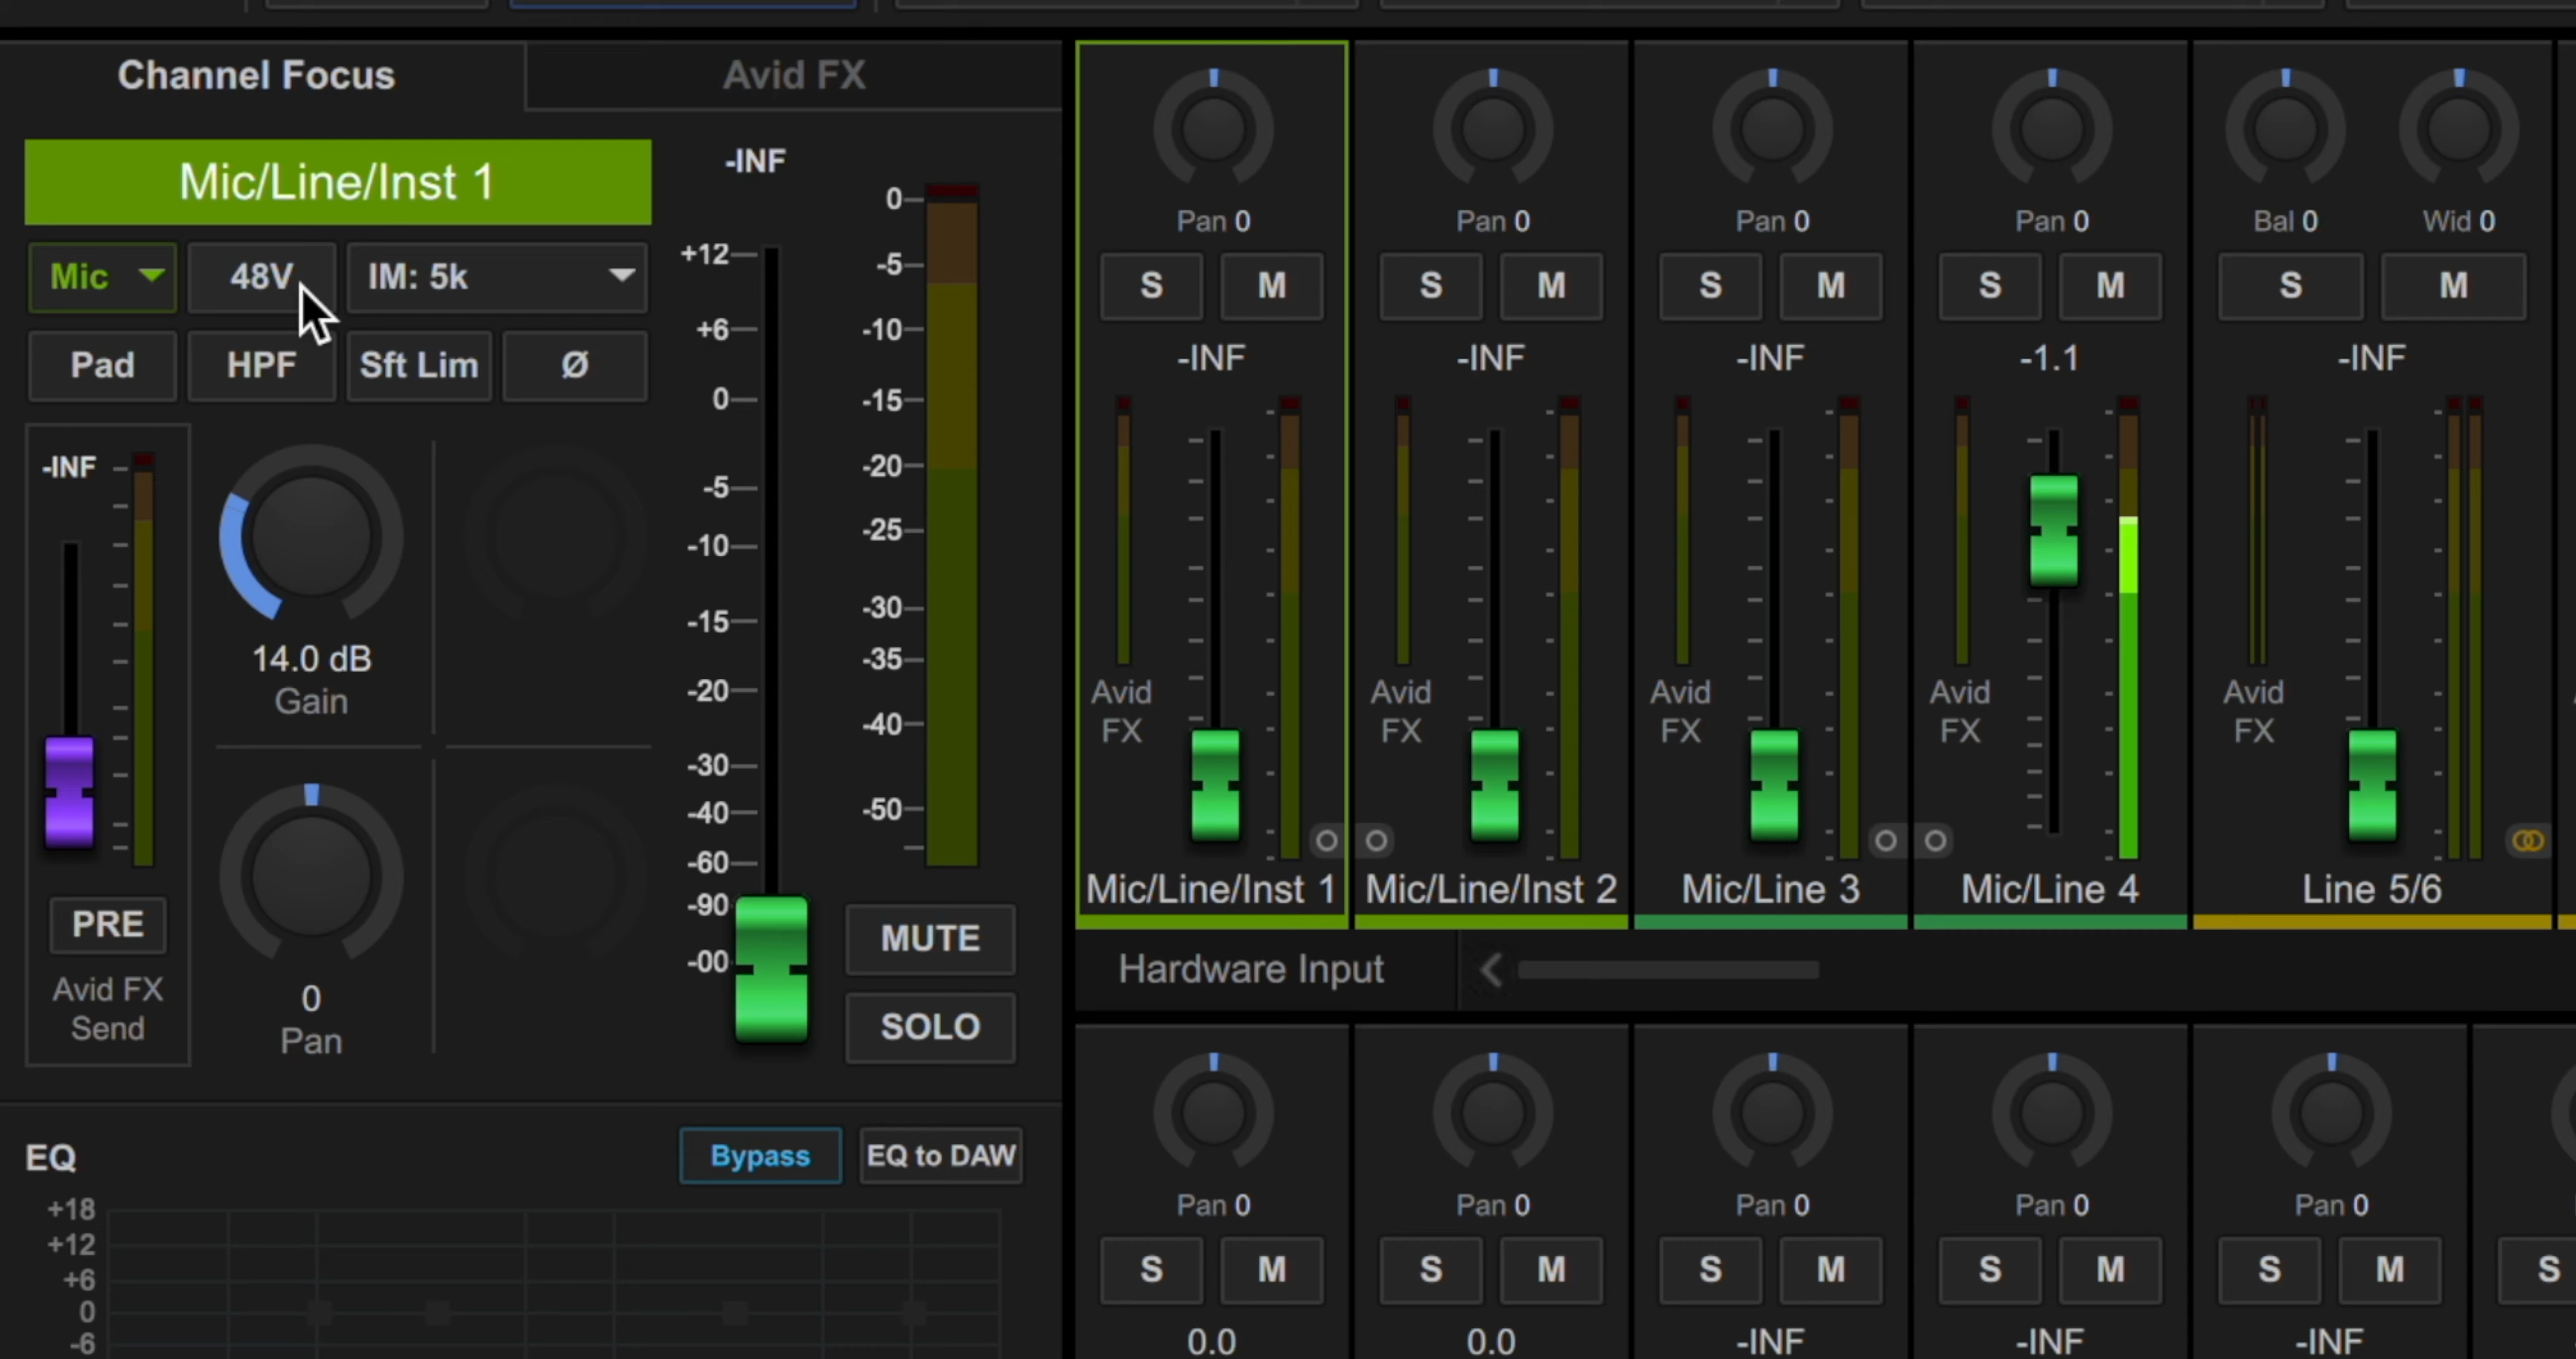 Channel Focus
Avid FX
Mic/Line/Inst 1
Mic
48V
IM: 5k
Pad
HPF
Sft Lim
Ø
-INF
14.0 dB
Gain
0
Pan
PRE
Avid FX
Send
-INF
+12
+6
0
-5
-10
-15
-20
-30
-40
-60
-90
-00
0
-5
-10
-15
-20
-25
-30
-35
-40
-50
MUTE
SOLO
EQ
Bypass
EQ to DAW
+18
+12
+6
0
-6
Pan 0
S M
-INF
Avid
FX
Mic/Line/Inst 1
Pan 0
S M
-INF
Avid
FX
Mic/Line/Inst 2
Pan 0
S M
-INF
Avid
FX
Mic/Line 3
Pan 0
S M
-1.1
Avid
FX
Mic/Line 4
Bal 0
Wid 0
S M
-INF
Avid
FX
Line 5/6
Hardware Input
Pan 0
S M
0.0
Pan 0
S M
0.0
Pan 0
S M
-INF
Pan 0
S M
-INF
Pan 0
S M
-INF
S